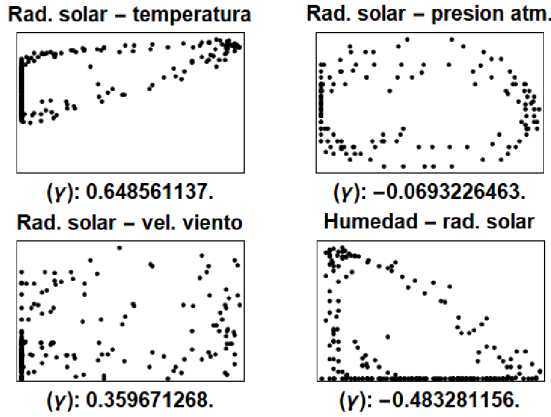 Rad. solar – temperatura
Rad. solar – presion atm.
(γ): 0.648561137.
(γ): −0.0693226463.
Rad. solar – vel. viento
Humedad – rad. solar
(γ): 0.359671268.
(γ): −0.483281156.